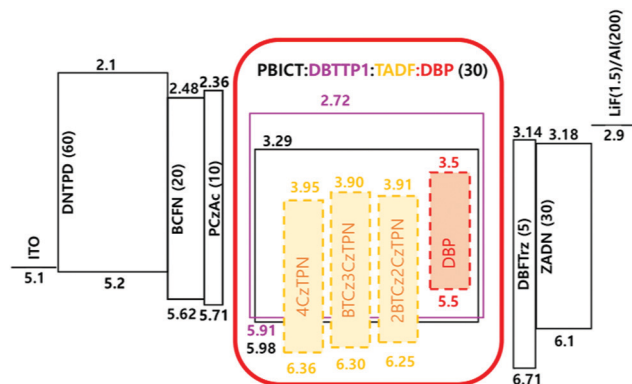 PBICT:DBTTP1:TADF:DBP (30)
LiF(1.5)/Al(200)
2.1
2.48
2.36
2.72
3.29
3.14
3.18
2.9
3.95
3.90
3.91
3.5
DNTPD (60)
BCFN (20)
PCzAc (10)
4CzTPN
BTCz3CzTPN
2BTCz2CzTPN
DBP
DBFTrz (5)
ZADN (30)
ITO
5.1
5.2
5.62
5.71
5.91
5.98
6.36
6.30
6.25
5.5
6.1
6.71